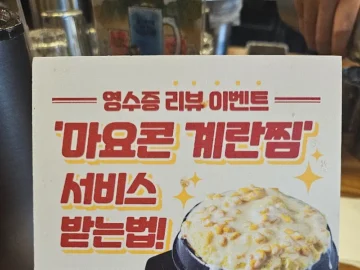 영수증 리뷰 이벤트
'마요콘 계란찜'
서비스
받는법!